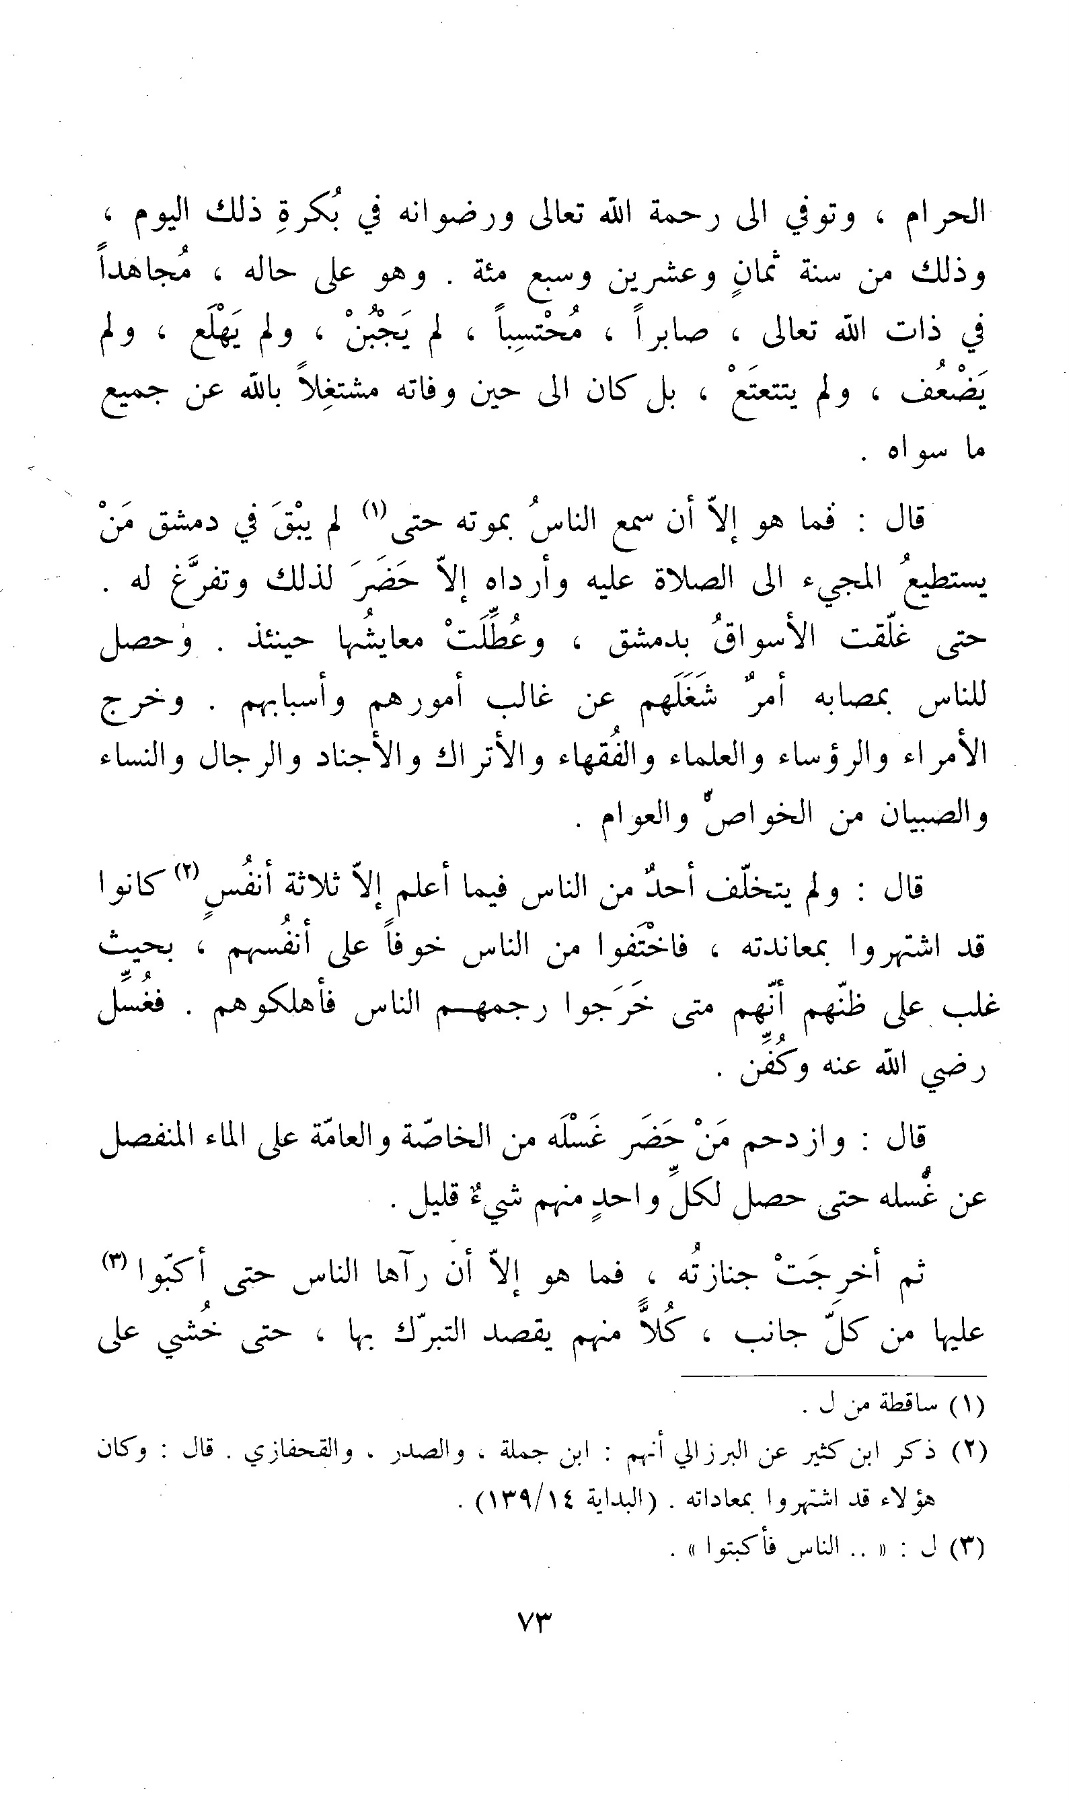 الحرام ، وتوفي الى رحمة الله تعالى ورضوانه في بُكرةِ ذلك اليوم ،
وذلك من سنة ثمانٍ وعشرين وسبع مئة . وهو على حاله ، مُجاهداً
في ذات الله تعالى ، صابراً ، مُحْتسِباً ، لم يَجْبُنْ ، ولم يَهْلَع ، ولم
يَضْعُف ، ولم يتتعتَعْ ، بل كان الى حين وفاته مشتغِلاً بالله عن جميع
ما سواه .
قال : فما هو إلاّ أن سمع الناسُ بموته حتى (١) لم يبْقَ في دمشق مَنْ
يستطيعُ المجيء الى الصلاة عليه وأرداه إلاّ حَضَرَ لذلك وتفرَّغ له .
حتى غلّقت الأسواقُ بدمشق ، وعُطِّلَتْ معايشُها حينئذ . وحصل
للناس بمصابه أمرٌ شَغَلَهم عن غالب أمورهم وأسبابهم . وخرج
الأمراء والرؤساء والعلماء والفُقهاء والأتراك والأجناد والرجال والنساء
والصبيان من الخواصّ والعوام .
قال : ولم يتخلّف أحدٌ من الناس فيما أعلم إلاّ ثلاثة أنفُسٍ (٢) كانوا
قد اشتهروا بمعاندته ، فاخْتَفوا من الناس خوفاً على أنفُسهم ، بحيث
غلب على ظنّهم أنّهم متى خَرَجوا رجمهم الناس فأهلكوهم . فغُسِّل
رضي الله عنه وكُفِّن .
قال : وازدحم مَنْ حَضَر غَسْلَه من الخاصّة والعامّة على الماء المنفصل
عن غُسله حتى حصل لكلِّ واحدٍ منهم شيءٌ قليل .
ثم أخرِجَتْ جنازتُه ، فما هو إلاّ أن رآها الناس حتى أكبّوا (٣)
عليها من كلّ جانب ، كُلاًّ منهم يقصد التبرّك بها ، حتى خُشي على
(١) ساقطة من ل .
(٢) ذكر ابن كثير عن البرزالي أنهم : ابن جملة ، والصدر ، والقحفازي . قال : وكان
هؤلاء قد اشتهروا بمعاداته . (البداية ١٣٩/١٤) .
(٣) ل : « .. الناس فأكبتوا » .
٧٣